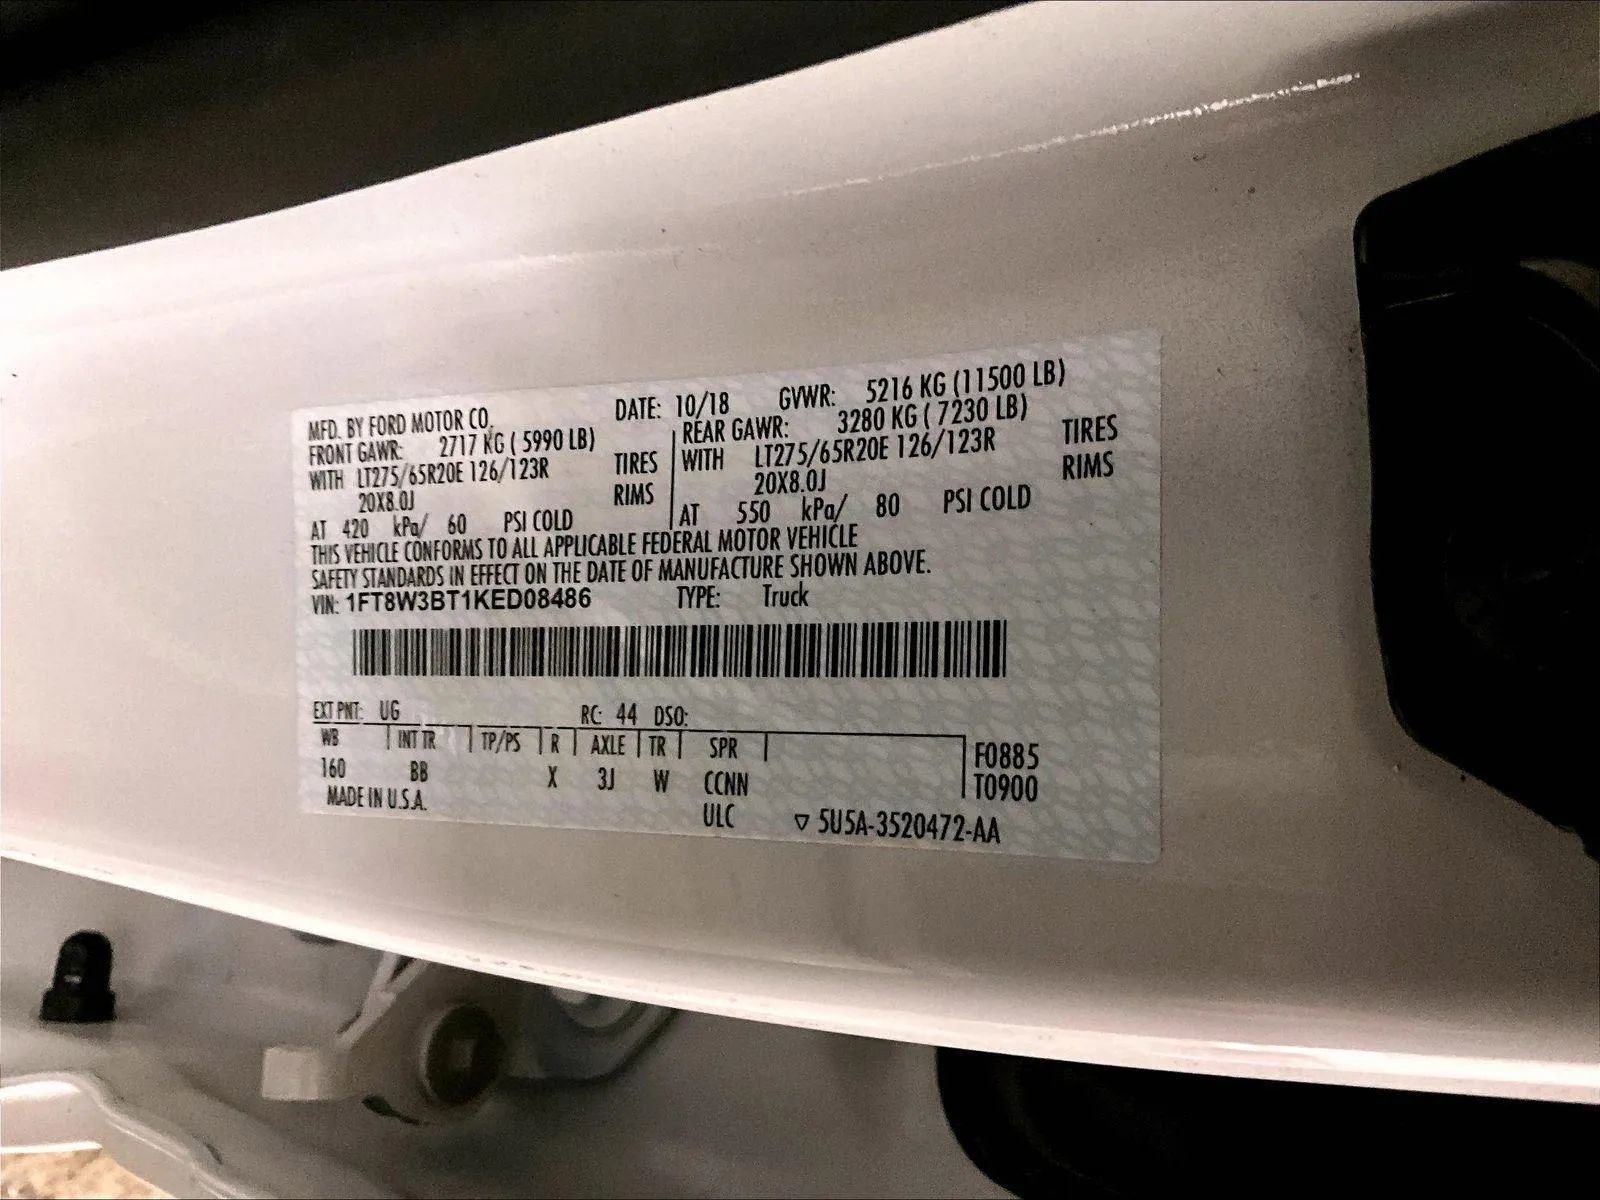 MFD. BY FORD MOTOR CO. DATE: 10/18 GVWR: 5216 KG (11500 LB)
FRONT GAWR: 2717 KG ( 5990 LB) REAR GAWR: 3280 KG ( 7230 LB)
WITH LT275/65R20E 126/123R TIRES WITH LT275/65R20E 126/123R TIRES
20X8.0J RIMS 20X8.0J RIMS
AT 420 kPa/ 60 PSI COLD AT 550 kPa/ 80 PSI COLD
THIS VEHICLE CONFORMS TO ALL APPLICABLE FEDERAL MOTOR VEHICLE
SAFETY STANDARDS IN EFFECT ON THE DATE OF MANUFACTURE SHOWN ABOVE.
VIN: 1FT8W3BT1KED08486 TYPE: Truck
EXT PNT: UG RC: 44 DSO:
WB INT TR TP/PS R AXLE TR SPR F0885
160 BB X 3J W CCNN T0900
MADE IN U.S.A. ULC ▽ 5U5A-3520472-AA